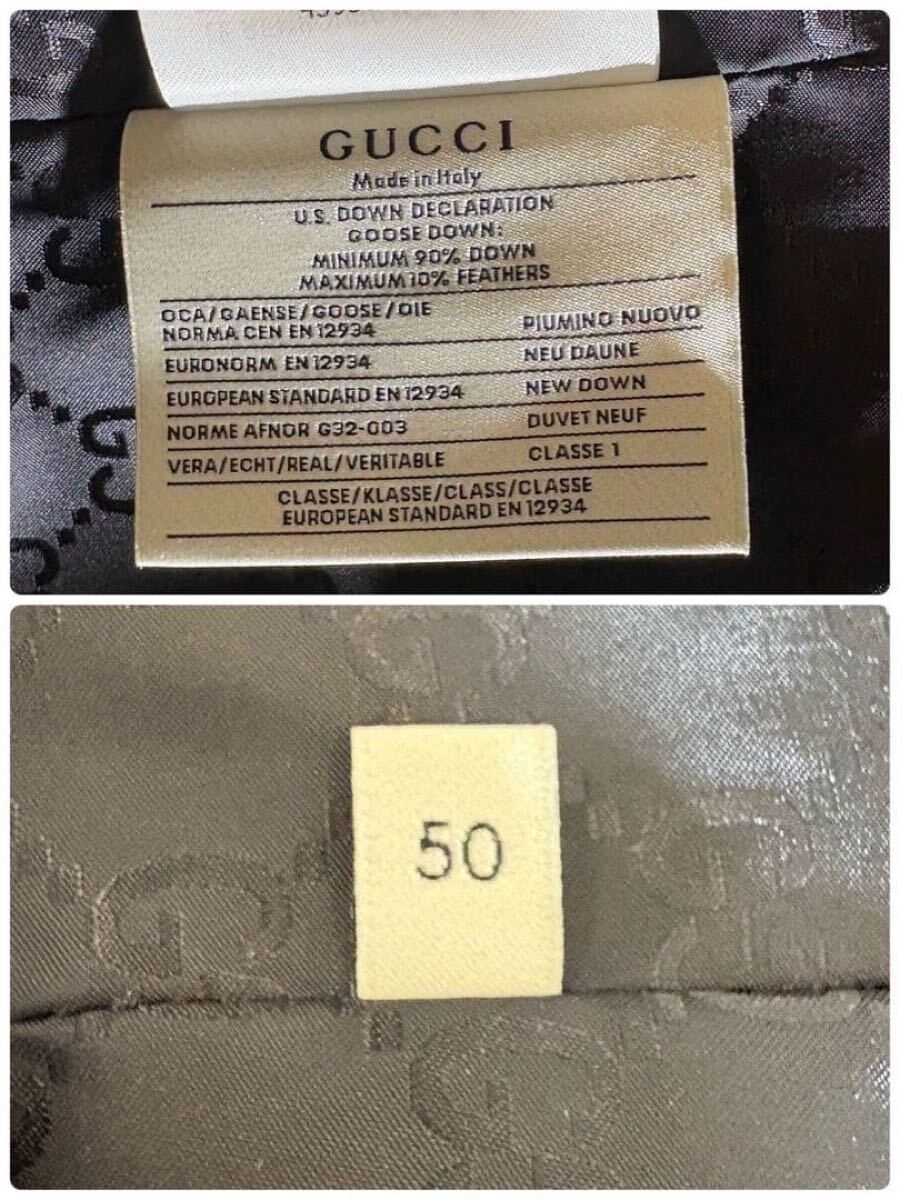 GUCCI
Made in Italy
U.S. DOWN DECLARATION
GOOSE DOWN:
MINIMUM 90% DOWN
MAXIMUM 10% FEATHERS
OCA/GAENSE/GOOSE/OIE
NORMA CEN EN 12934 PIUMINO NUOVO
EURONORM EN 12934 NEU DAUNE
EUROPEAN STANDARD EN 12934 NEW DOWN
NORME AFNOR G32-003 DUVET NEUF
VERA/ECHT/REAL/VERITABLE CLASSE 1
CLASSE/KLASSE/CLASS/CLASSE
EUROPEAN STANDARD EN 12934
50